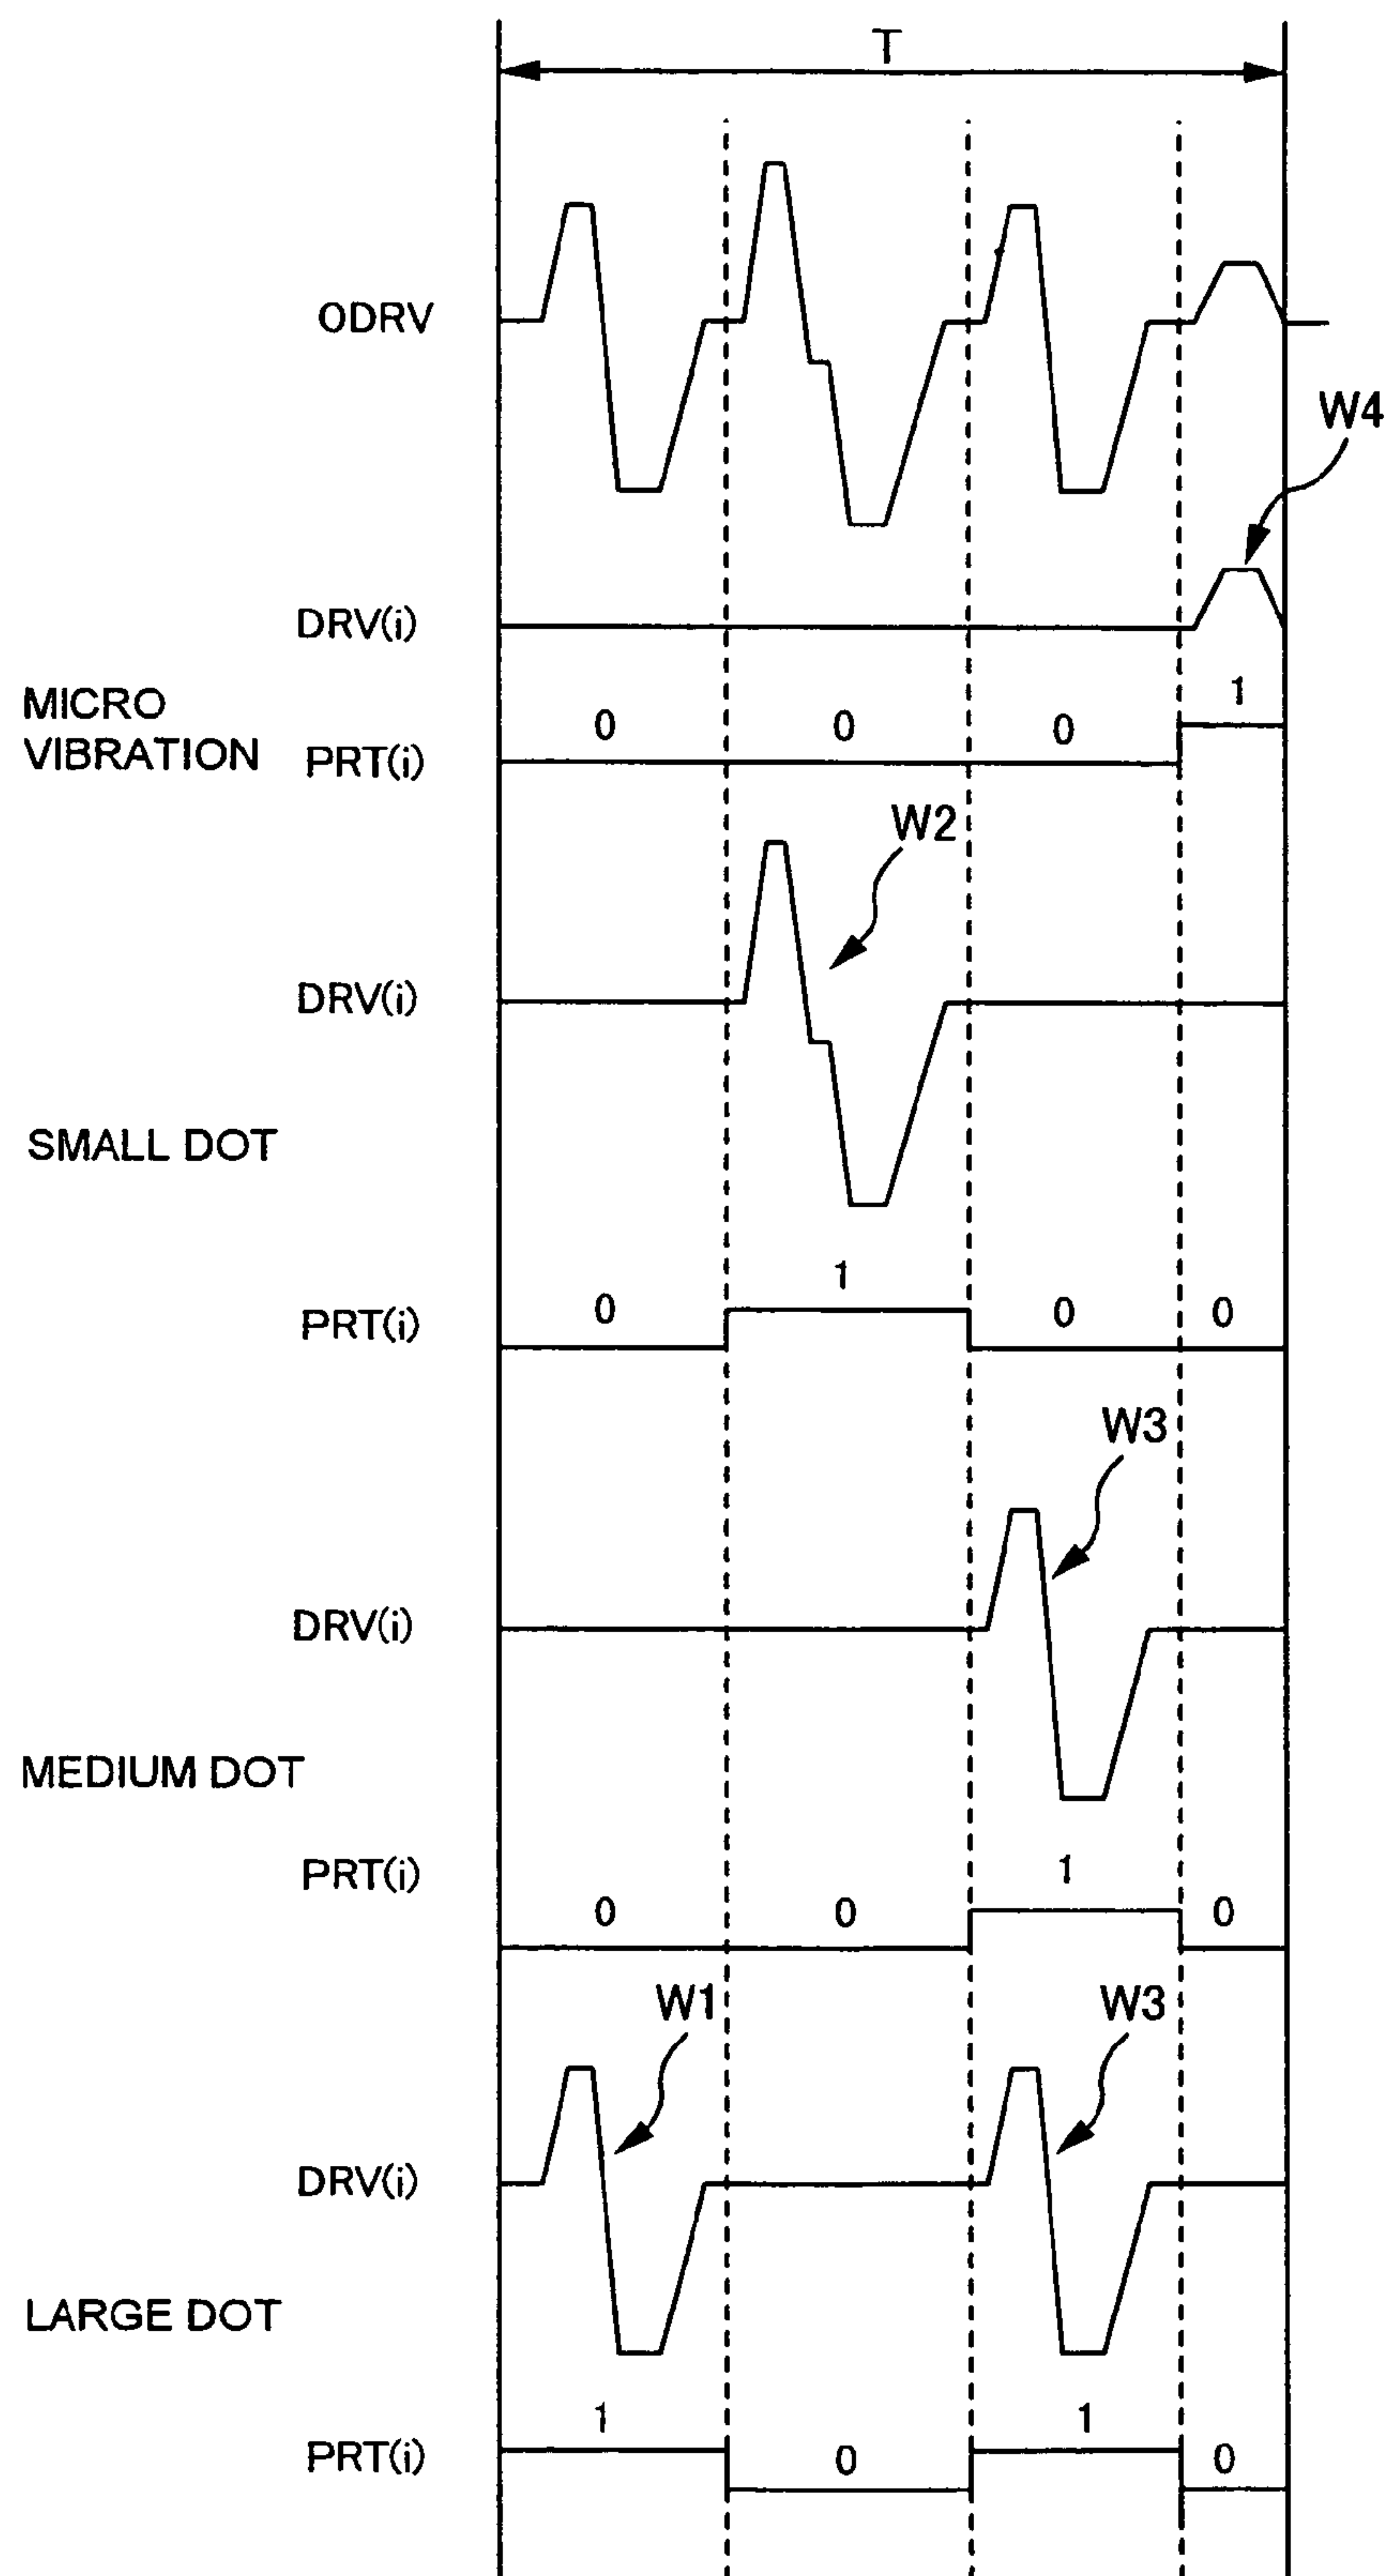 T
ODRV
W4
DRV(i)
MICRO
VIBRATION
PRT(i)
0 0 0 1
W2
DRV(i)
SMALL DOT
PRT(i)
0 1 0 0
W3
DRV(i)
MEDIUM DOT
PRT(i)
0 0 1 0
W1 W3
DRV(i)
LARGE DOT
PRT(i)
1 0 1 0